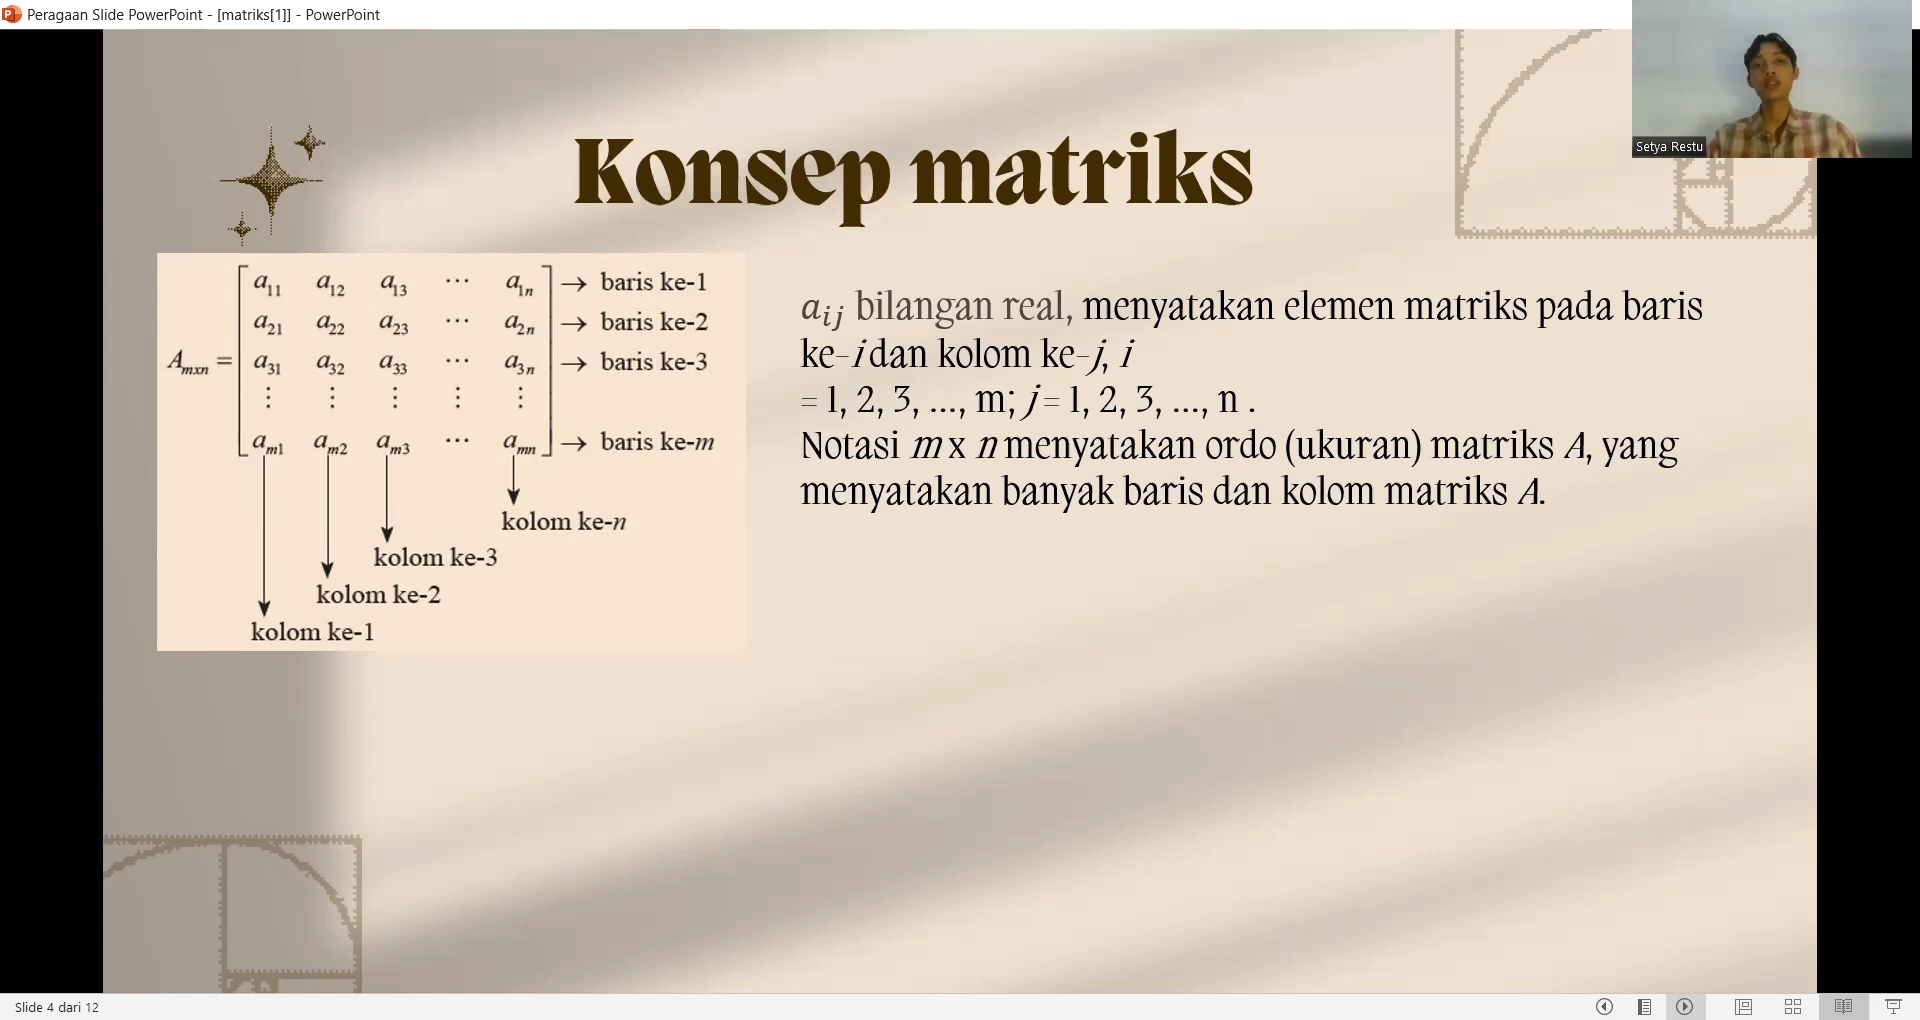 Peragaan Slide PowerPoint - [matriks[1]] - PowerPoint
Setya Restu
Konsep matriks
a11 a12 a13 ⋯ a1n → baris ke-1
a21 a22 a23 ⋯ a2n → baris ke-2
Amxn = a31 a32 a33 ⋯ a3n → baris ke-3
⋮ ⋮ ⋮ ⋮ ⋮
am1 am2 am3 ⋯ amn → baris ke-m
kolom ke-n
kolom ke-3
kolom ke-2
kolom ke-1
aij bilangan real, menyatakan elemen matriks pada baris
ke-i dan kolom ke-j, i
= 1, 2, 3, ..., m; j = 1, 2, 3, ..., n .
Notasi m x n menyatakan ordo (ukuran) matriks A, yang
menyatakan banyak baris dan kolom matriks A.
Slide 4 dari 12